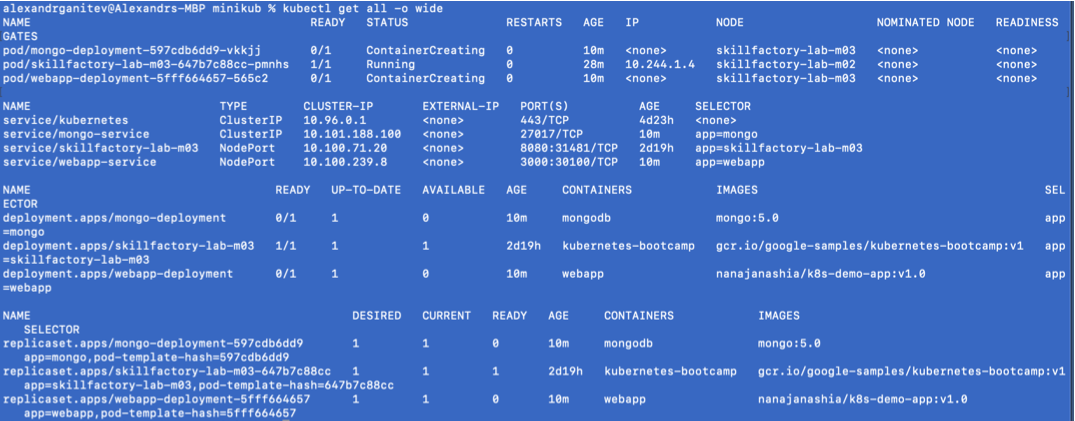 alexandrganitev@Alexandrs-MBP minikub % kubectl get all -o wide
NAME READY STATUS RESTARTS AGE IP NODE NOMINATED NODE READINESS
GATES
pod/mongo-deployment-597cdb6dd9-vkkjj 0/1 ContainerCreating 0 10m <none> skillfactory-lab-m03 <none> <none>
pod/skillfactory-lab-m03-647b7c88cc-pmnhs 1/1 Running 0 28m 10.244.1.4 skillfactory-lab-m02 <none> <none>
pod/webapp-deployment-5fff664657-565c2 0/1 ContainerCreating 0 10m <none> skillfactory-lab-m03 <none> <none>
NAME TYPE CLUSTER-IP EXTERNAL-IP PORT(S) AGE SELECTOR
service/kubernetes ClusterIP 10.96.0.1 <none> 443/TCP 4d23h <none>
service/mongo-service ClusterIP 10.101.188.100 <none> 27017/TCP 10m app=mongo
service/skillfactory-lab-m03 NodePort 10.100.71.20 <none> 8080:31481/TCP 2d19h app=skillfactory-lab-m03
service/webapp-service NodePort 10.100.239.8 <none> 3000:30100/TCP 10m app=webapp
NAME READY UP-TO-DATE AVAILABLE AGE CONTAINERS IMAGES SEL
ECTOR
deployment.apps/mongo-deployment 0/1 1 0 10m mongodb mongo:5.0 app
=mongo
deployment.apps/skillfactory-lab-m03 1/1 1 1 2d19h kubernetes-bootcamp gcr.io/google-samples/kubernetes-bootcamp:v1 app
=skillfactory-lab-m03
deployment.apps/webapp-deployment 0/1 1 0 10m webapp nanajanashia/k8s-demo-app:v1.0 app
=webapp
NAME DESIRED CURRENT READY AGE CONTAINERS IMAGES
SELECTOR
replicaset.apps/mongo-deployment-597cdb6dd9 1 1 0 10m mongodb mongo:5.0
app=mongo,pod-template-hash=597cdb6dd9
replicaset.apps/skillfactory-lab-m03-647b7c88cc 1 1 1 2d19h kubernetes-bootcamp gcr.io/google-samples/kubernetes-bootcamp:v1
app=skillfactory-lab-m03,pod-template-hash=647b7c88cc
replicaset.apps/webapp-deployment-5fff664657 1 1 0 10m webapp nanajanashia/k8s-demo-app:v1.0
app=webapp,pod-template-hash=5fff664657